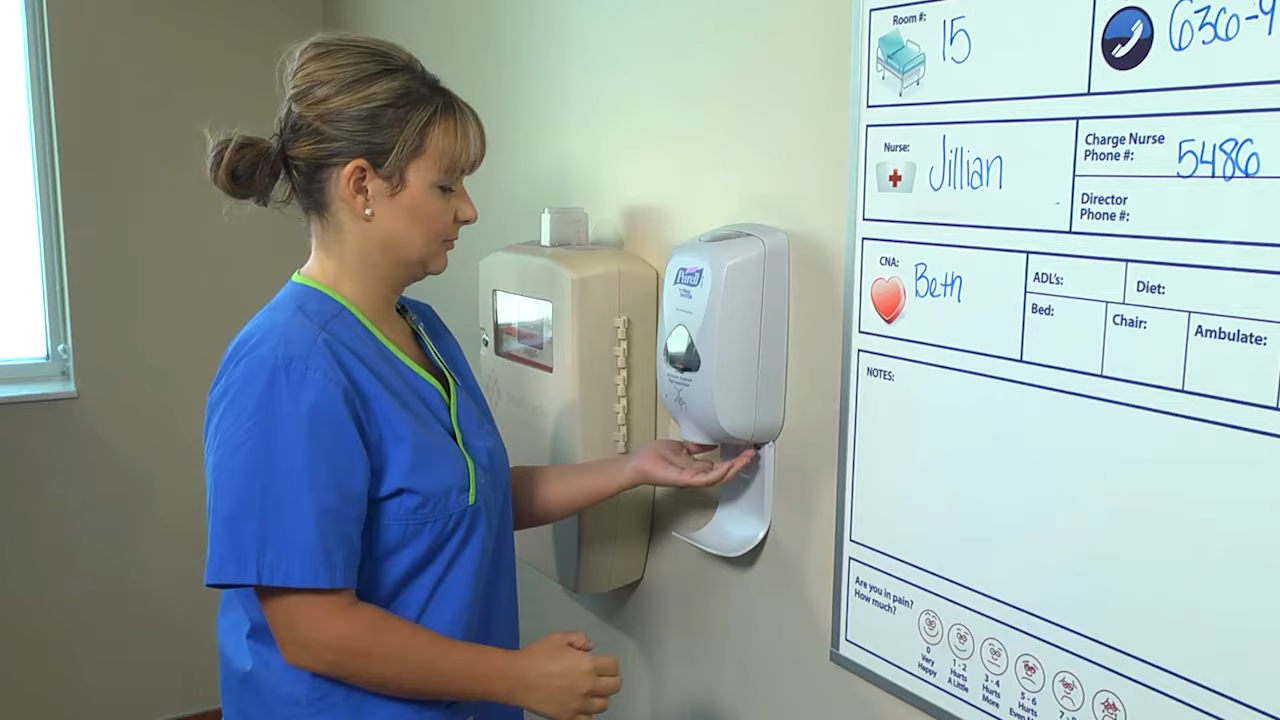 Room #:
15
636-9
Nurse:
Jillian
Charge Nurse
Phone #:
5486
Director
Phone #:
CNA:
Beth
ADL's:
Diet:
Bed:
Chair:
Ambulate:
NOTES:
Are you in pain?
How much?
0
Very
Happy
1 - 2
Hurts
A Little
3 - 4
Hurts
More
5 - 6
Hurts
7 -
Purell